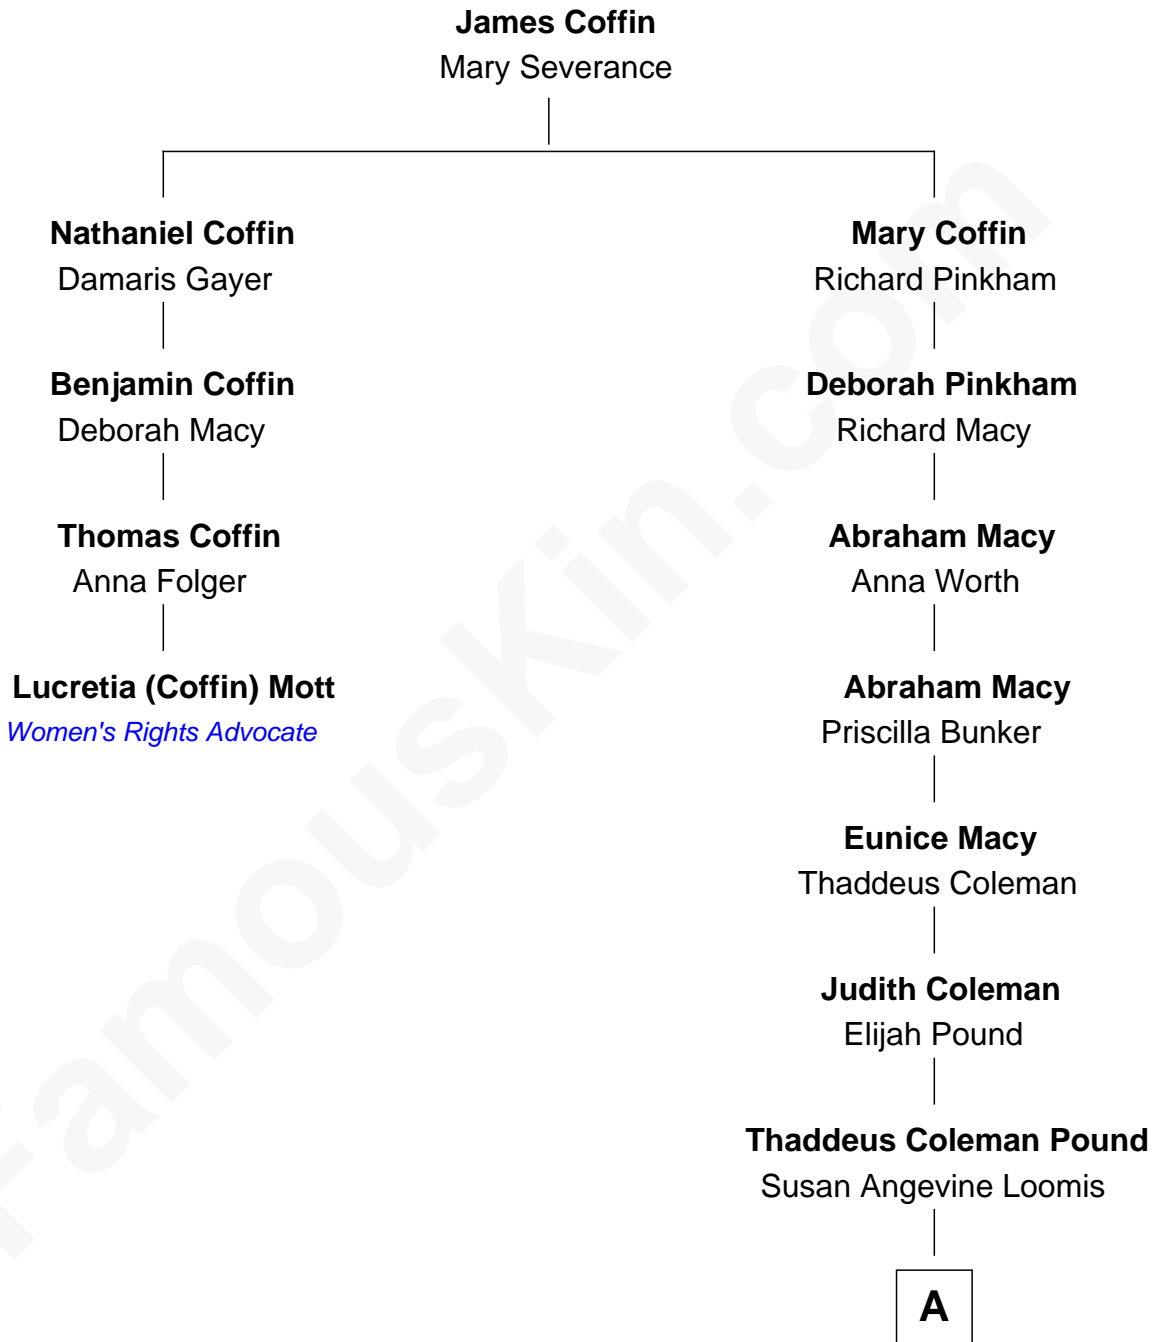 James Coffin
Mary Severance
Nathaniel Coffin
Damaris Gayer
Benjamin Coffin
Deborah Macy
Thomas Coffin
Anna Folger
Lucretia (Coffin) Mott
Women's Rights Advocate
Mary Coffin
Richard Pinkham
Deborah Pinkham
Richard Macy
Abraham Macy
Anna Worth
Abraham Macy
Priscilla Bunker
Eunice Macy
Thaddeus Coleman
Judith Coleman
Elijah Pound
Thaddeus Coleman Pound
Susan Angevine Loomis
A
FamousKin.com